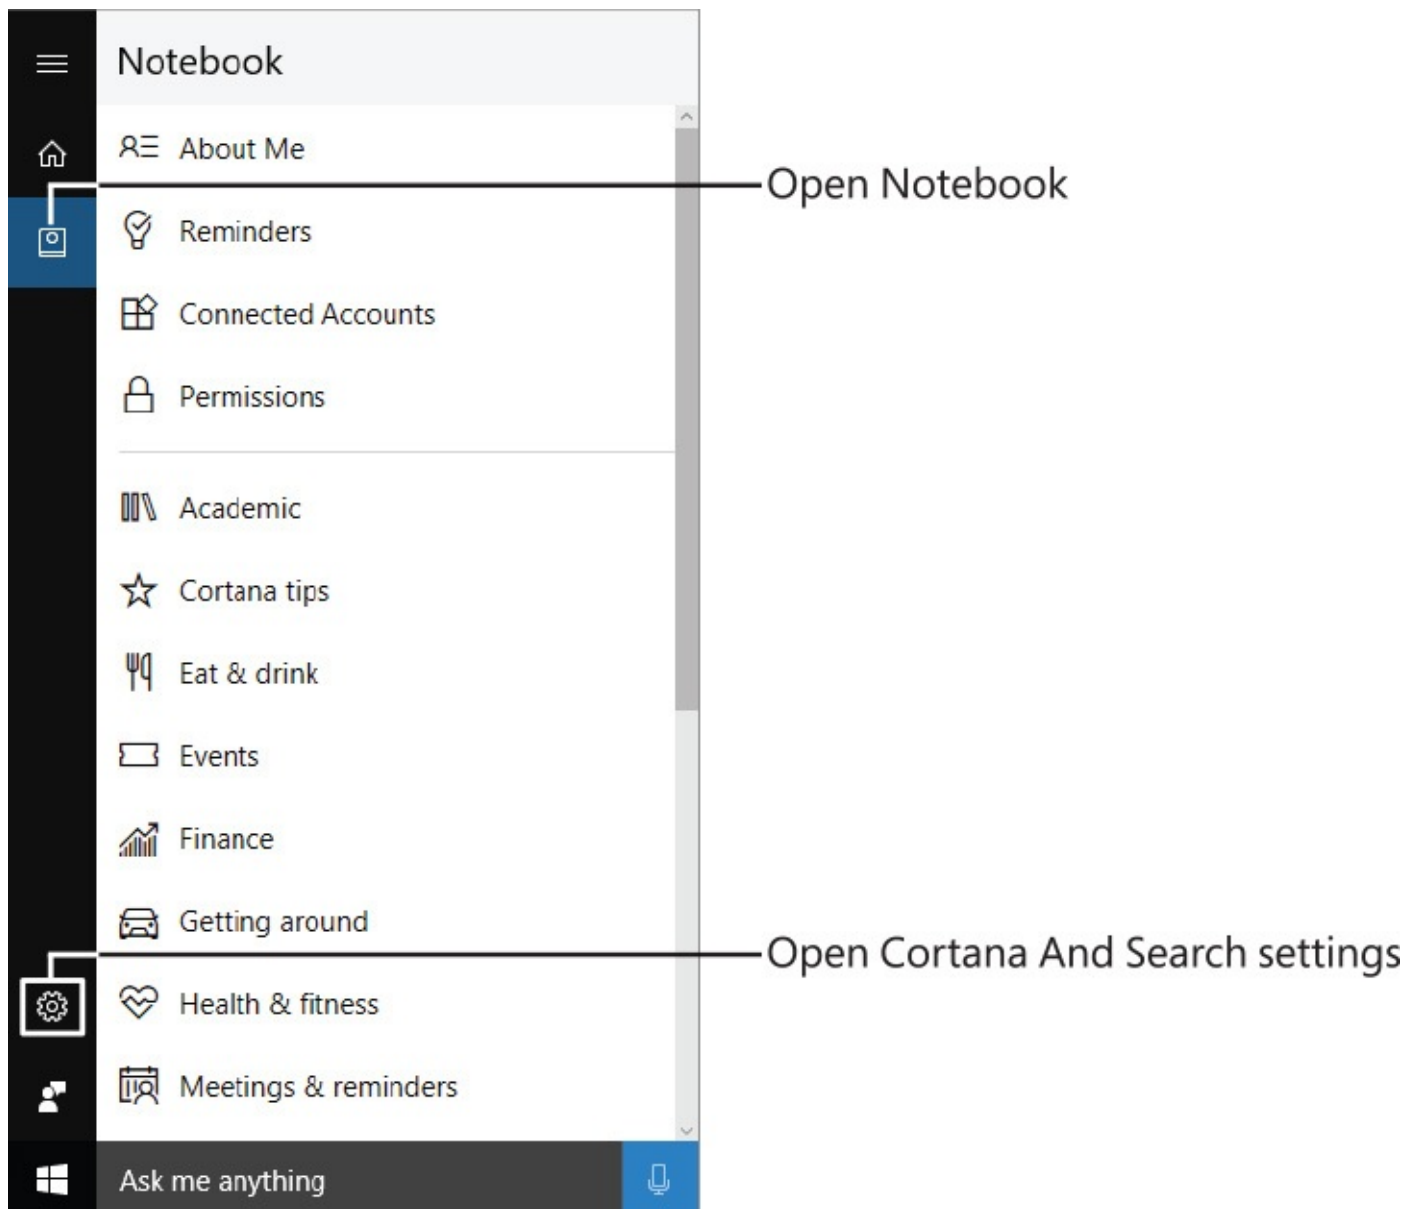 Notebook
About Me
Open Notebook
Reminders
Connected Accounts
Permissions
Academic
Cortana tips
Eat & drink
Events
Finance
Getting around
Open Cortana And Search settings
Health & fitness
Meetings & reminders
Ask me anything